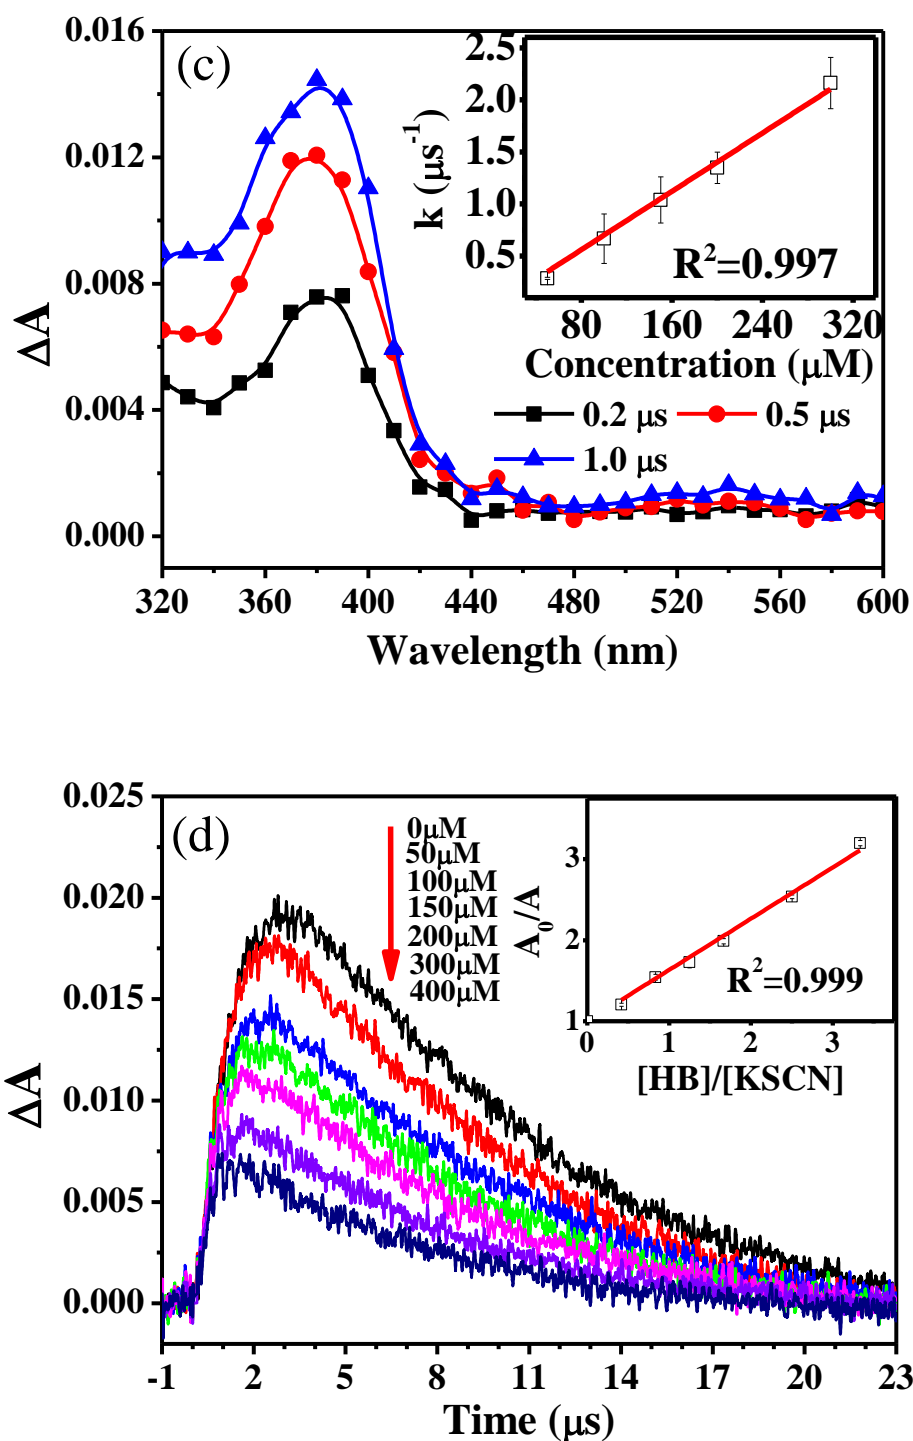 (c)
0.016
0.012
0.008
0.004
0.000
ΔA
320 360 400 440 480 520 560 600
Wavelength (nm)
2.5
2.0
1.5
1.0
0.5
k (μs⁻¹)
R²=0.997
80 160 240 320
Concentration (μM)
0.2 μs 0.5 μs
1.0 μs
(d)
0.025
0.020
0.015
0.010
0.005
0.000
ΔA
-1 2 5 8 11 14 17 20 23
Time (μs)
0μM
50μM
100μM
150μM
200μM
300μM
400μM
3
2
1
A₀/A
R²=0.999
0 1 2 3
[HB]/[KSCN]